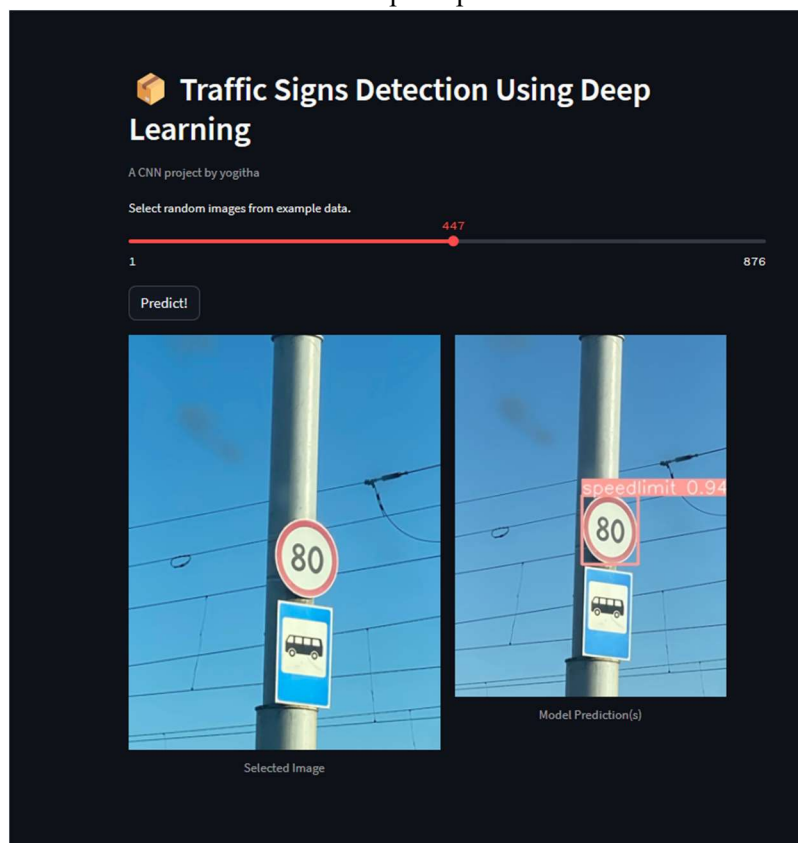 Traffic Signs Detection Using Deep
Learning
A CNN project by yogitha
Select random images from example data.
447
1 876
Predict!
80
speedlimit 0.94
80
Selected Image
Model Prediction(s)